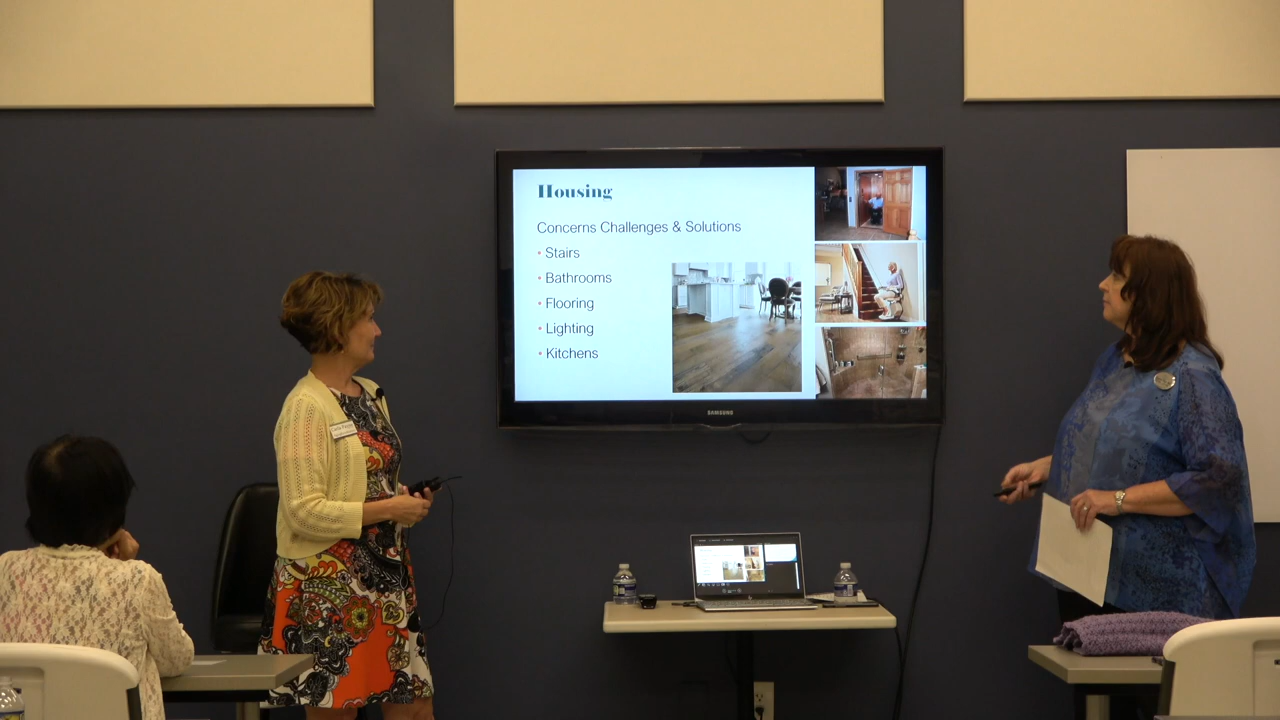 Housing
Concerns Challenges & Solutions
• Stairs
• Bathrooms
• Flooring
• Lighting
• Kitchens
SAMSUNG